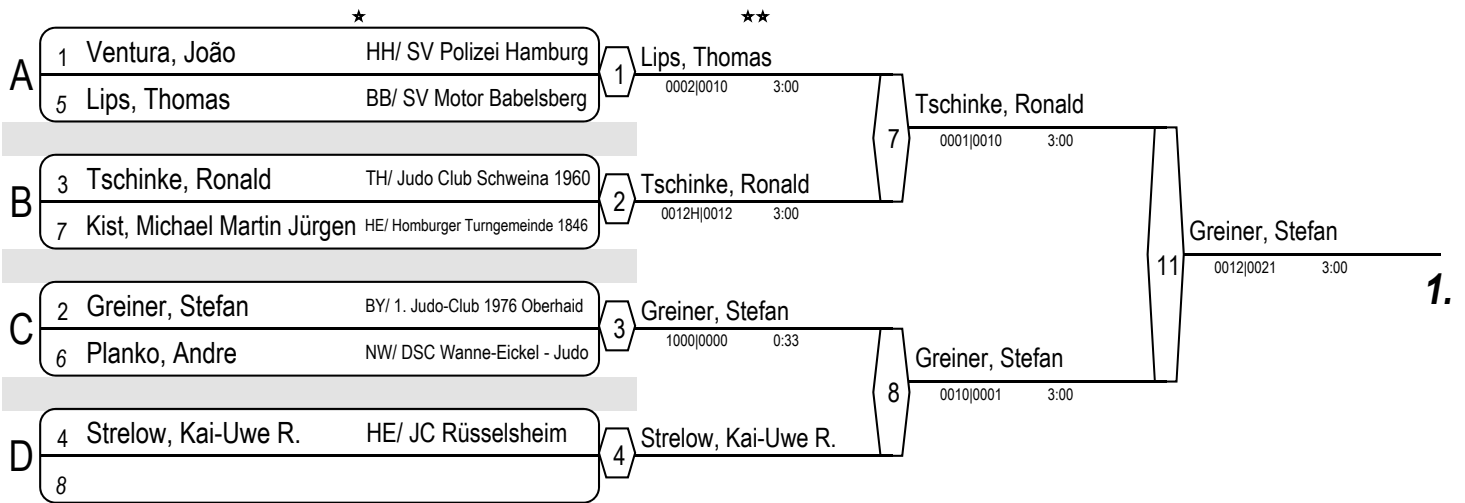 ★ ★★
A
1 Ventura, João HH/ SV Polizei Hamburg
5 Lips, Thomas BB/ SV Motor Babelsberg
1
Lips, Thomas
0002|0010 3:00
B
3 Tschinke, Ronald TH/ Judo Club Schweina 1960
7 Kist, Michael Martin Jürgen HE/ Homburger Turngemeinde 1846
2
Tschinke, Ronald
0012H|0012 3:00
7
Tschinke, Ronald
0001|0010 3:00
C
2 Greiner, Stefan BY/ 1. Judo-Club 1976 Oberhaid
6 Planko, Andre NW/ DSC Wanne-Eickel - Judo
3
Greiner, Stefan
1000|0000 0:33
D
4 Strelow, Kai-Uwe R. HE/ JC Rüsselsheim
8
4
Strelow, Kai-Uwe R.
8
Greiner, Stefan
0010|0001 3:00
11
Greiner, Stefan
0012|0021 3:00
1.